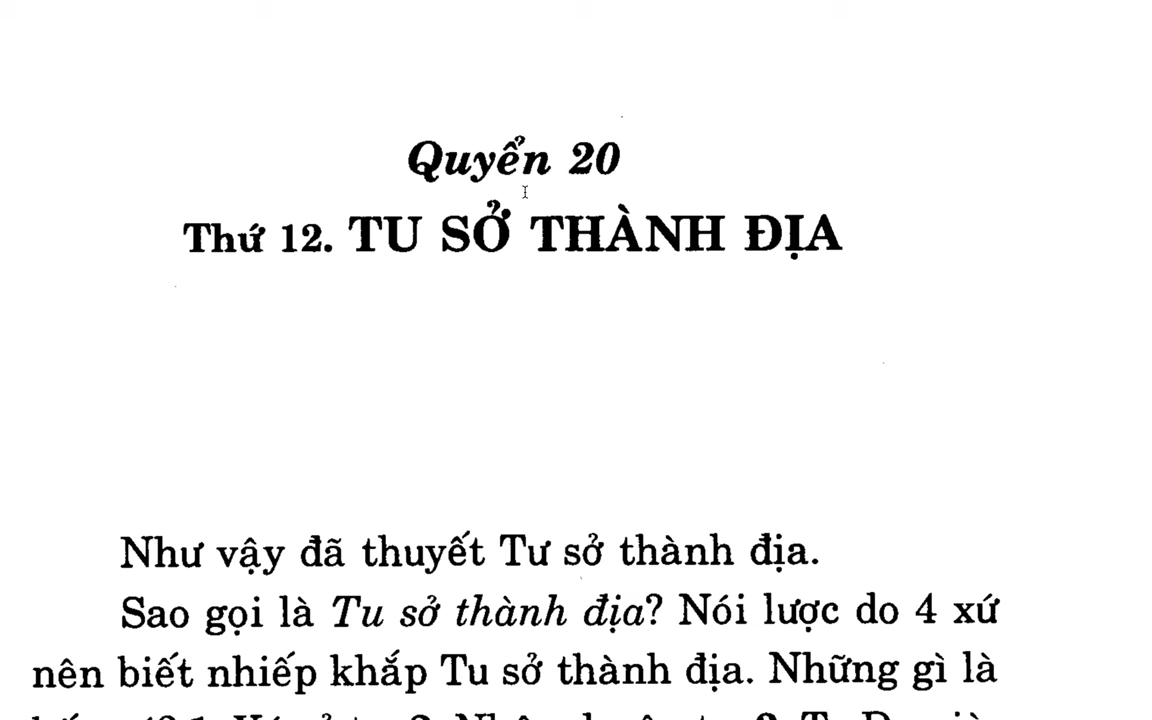 Quyển 20
Thứ 12. TU SỞ THÀNH ĐỊA
Như vậy đã thuyết Tư sở thành địa.
Sao gọi là Tu sở thành địa? Nói lược do 4 xứ
nên biết nhiếp khắp Tu sở thành địa. Những gì là